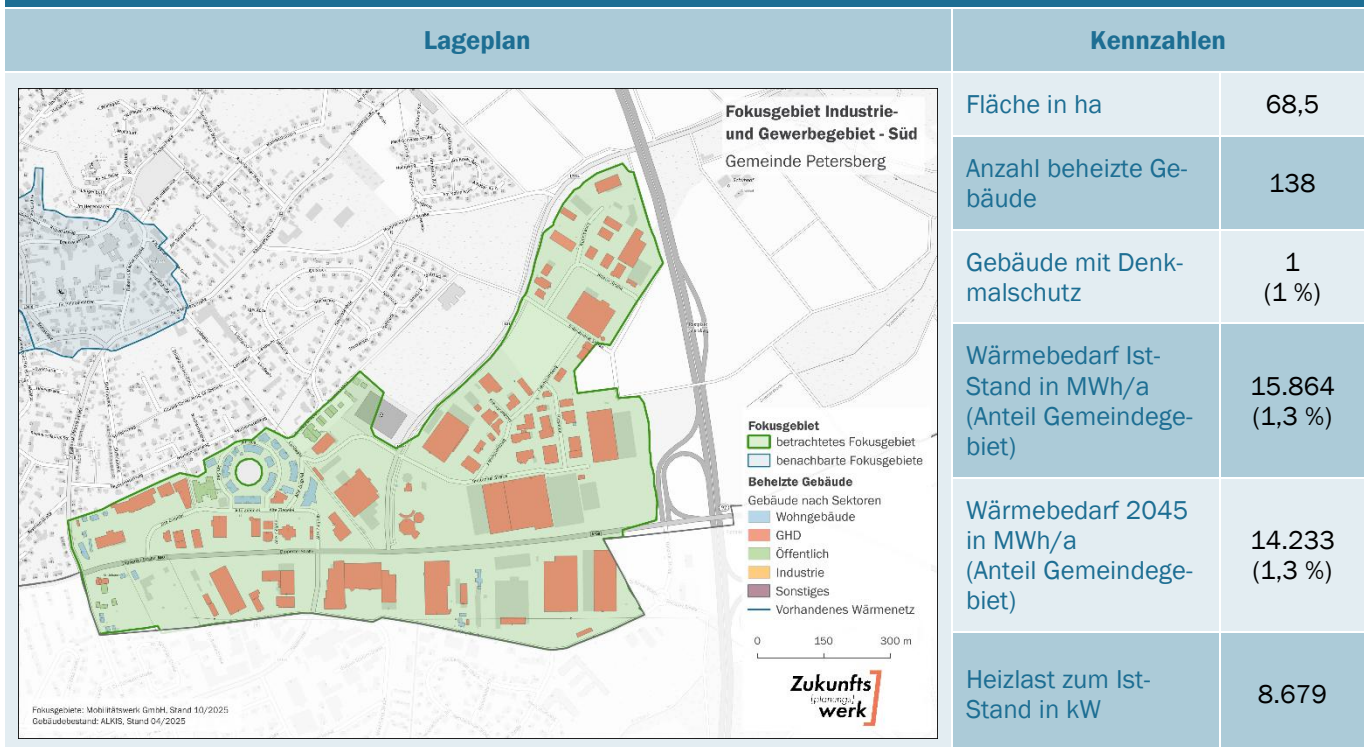 Lageplan
Kennzahlen
Fokusgebiet Industrie-
und Gewerbegebiet - Süd
Gemeinde Petersberg
Fokusgebiet
betrachtetes Fokusgebiet
benachbarte Fokusgebiete
Beheizte Gebäude
Gebäude nach Sektoren
Wohngebäude
GHD
Öffentlich
Industrie
Sonstiges
Vorhandenes Wärmenetz
0 150 300 m
Zukunfts
[planungs]
werk
Fokusgebiete: Mobilitätswerk GmbH, Stand 10/2025
Gebäudebestand: ALKIS, Stand 04/2025
Fläche in ha
68,5
Anzahl beheizte Ge-
bäude
138
Gebäude mit Denk-
malschutz
1
(1 %)
Wärmebedarf Ist-
Stand in MWh/a
(Anteil Gemeindege-
biet)
15.864
(1,3 %)
Wärmebedarf 2045
in MWh/a
(Anteil Gemeindege-
biet)
14.233
(1,3 %)
Heizlast zum Ist-
Stand in kW
8.679